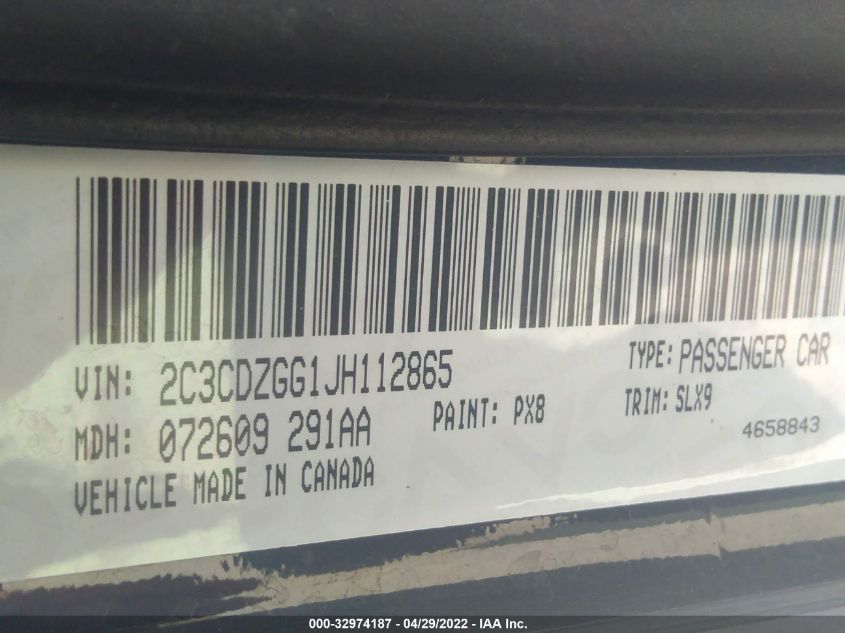 VIN: 2C3CDZGG1JH112865 TYPE: PASSENGER CAR
MDH: 072609 291AA PAINT: PX8 TRIM: SLX9
4658843
VEHICLE MADE IN CANADA
000-32974187 - 04/29/2022 - IAA Inc.